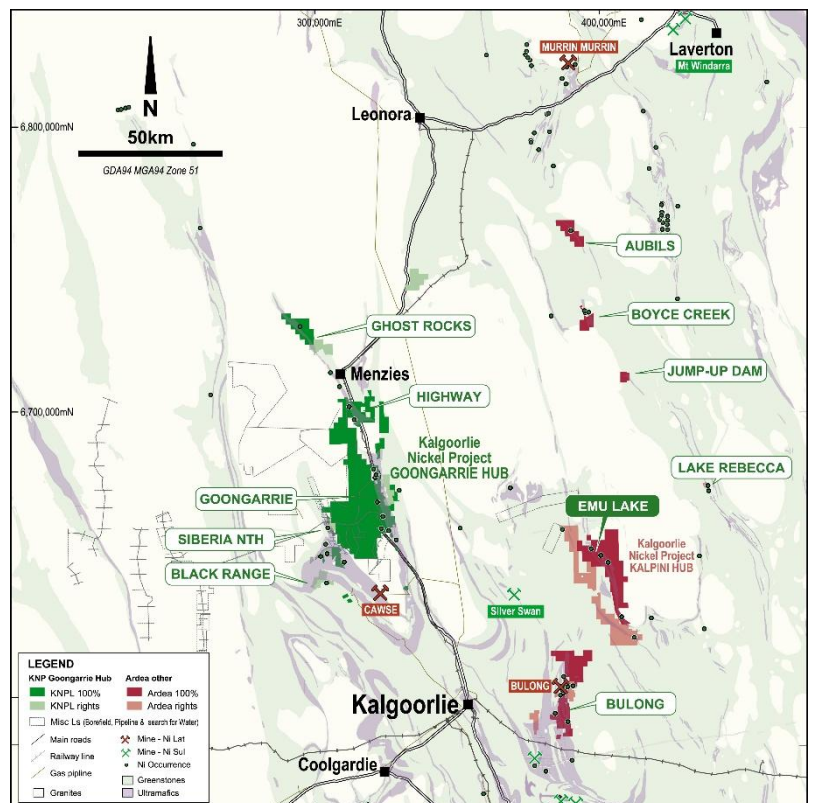 300,000mE
400,000mE
MURRIN MURRIN
Laverton
Mt Windarra
N
50km
GDA94 MGA94 Zone 51
Leonora
6,800,000mN
AUBILS
BOYCE CREEK
GHOST ROCKS
JUMP-UP DAM
Menzies
HIGHWAY
6,700,000mN
Kalgoorlie
Nickel Project
GOONGARRIE HUB
LAKE REBECCA
GOONGARRIE
EMU LAKE
SIBERIA NTH
Kalgoorlie
Nickel Project
KALPINI HUB
BLACK RANGE
CAWSE
Silver Swan
BULONG
Kalgoorlie
BULONG
Coolgardie
LEGEND
KNP Goongarrie Hub Ardea other
KNPL 100% Ardea 100%
KNPL rights Ardea rights
Misc Ls (Borefield, Pipeline & search for Water)
Main roads Mine - Ni Lat
Railway line Mine - Ni Sul
Gas pipline Ni Occurrence
Greenstones
Granites Ultramafics